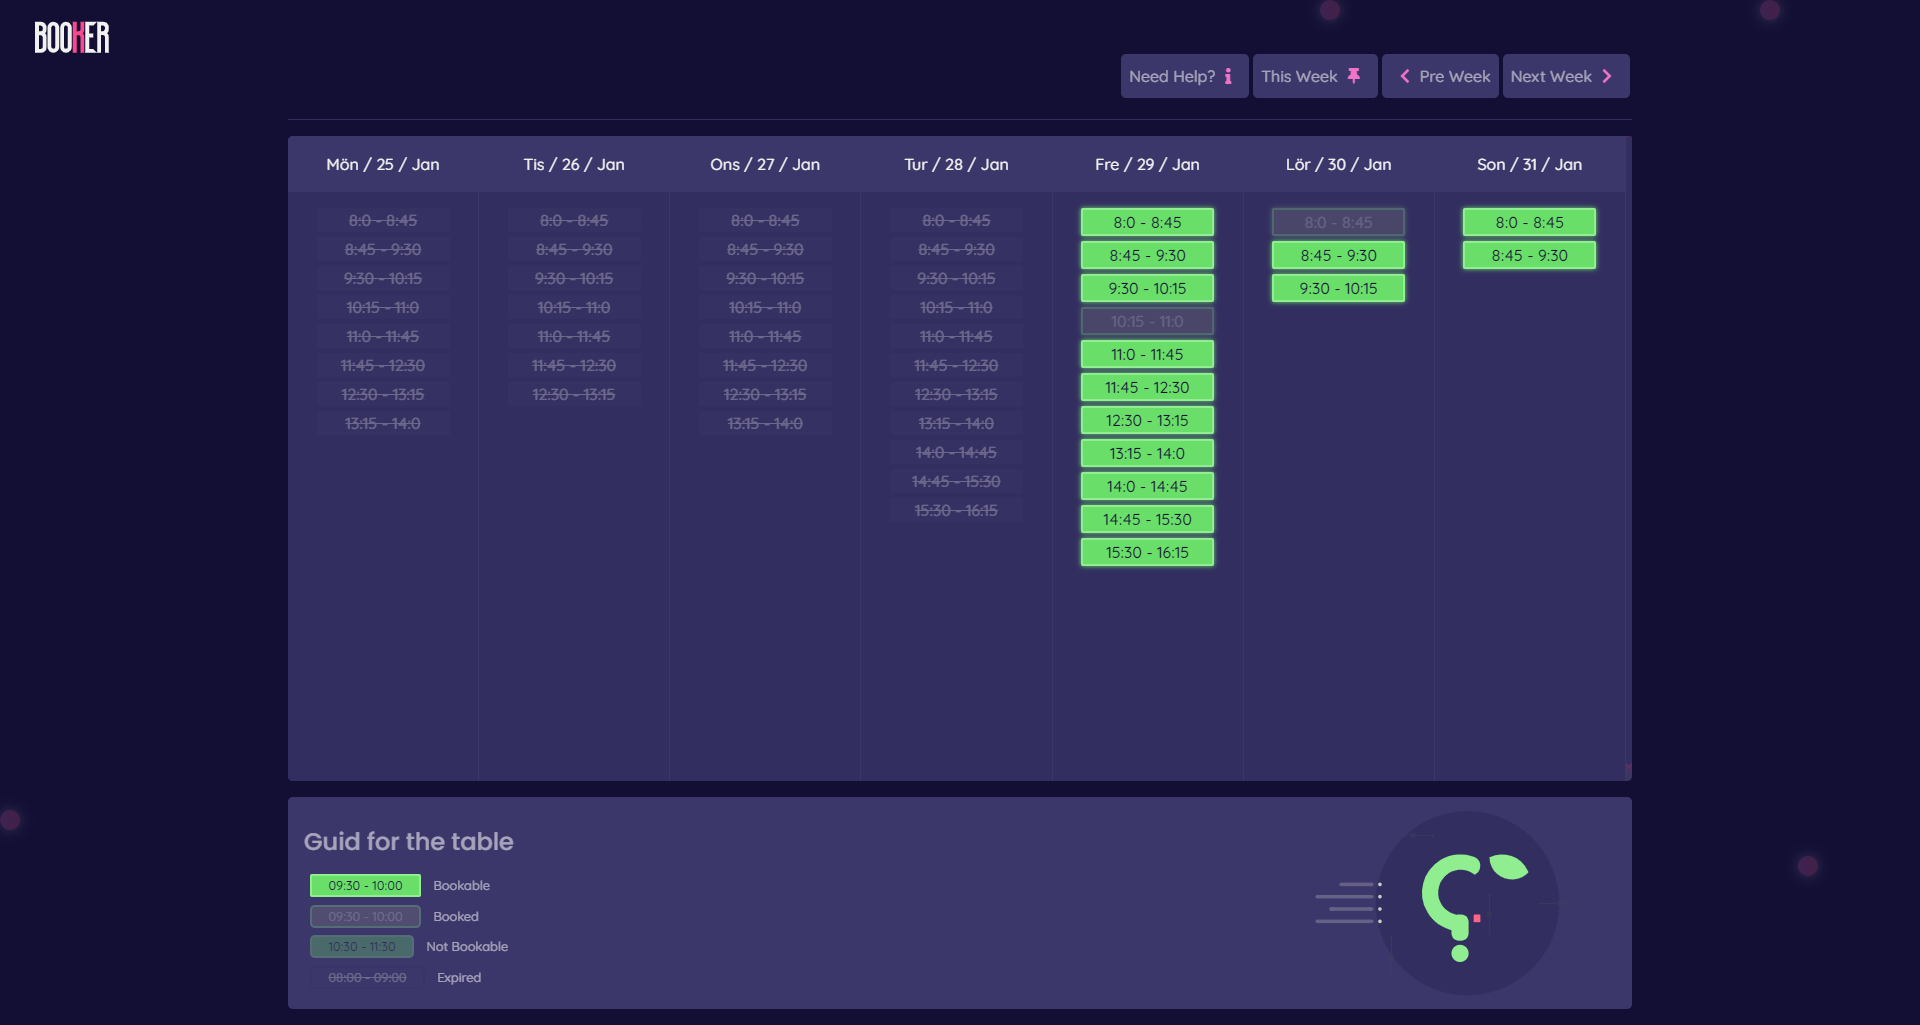 BOOKER
Need Help?
This Week
Pre Week
Next Week
Mön / 25 / Jan
Tis / 26 / Jan
Ons / 27 / Jan
Tur / 28 / Jan
Fre / 29 / Jan
Lör / 30 / Jan
Son / 31 / Jan
8:0 - 8:45
8:45 - 9:30
9:30 - 10:15
10:15 - 11:0
11:0 - 11:45
11:45 - 12:30
12:30 - 13:15
13:15 - 14:0
8:0 - 8:45
8:45 - 9:30
9:30 - 10:15
10:15 - 11:0
11:0 - 11:45
11:45 - 12:30
12:30 - 13:15
8:0 - 8:45
8:45 - 9:30
9:30 - 10:15
10:15 - 11:0
11:0 - 11:45
11:45 - 12:30
12:30 - 13:15
13:15 - 14:0
8:0 - 8:45
8:45 - 9:30
9:30 - 10:15
10:15 - 11:0
11:0 - 11:45
11:45 - 12:30
12:30 - 13:15
13:15 - 14:0
14:0 - 14:45
14:45 - 15:30
15:30 - 16:15
8:0 - 8:45
8:45 - 9:30
9:30 - 10:15
10:15 - 11:0
11:0 - 11:45
11:45 - 12:30
12:30 - 13:15
13:15 - 14:0
14:0 - 14:45
14:45 - 15:30
15:30 - 16:15
8:0 - 8:45
8:45 - 9:30
9:30 - 10:15
8:0 - 8:45
8:45 - 9:30
Guid for the table
09:30 - 10:00 Bookable
09:30 - 10:00 Booked
10:30 - 11:30 Not Bookable
08:00 - 09:00 Expired